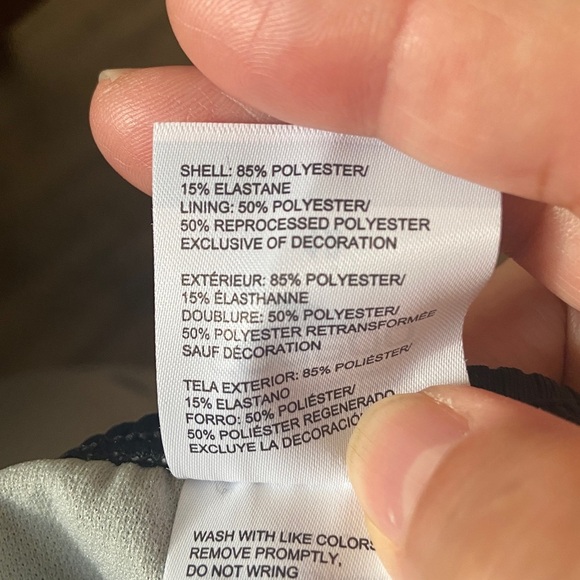 SHELL: 85% POLYESTER/
15% ELASTANE
LINING: 50% POLYESTER/
50% REPROCESSED POLYESTER
EXCLUSIVE OF DECORATION
EXTÉRIEUR: 85% POLYESTER/
15% ÉLASTHANNE
DOUBLURE: 50% POLYESTER/
50% POLYESTER RETRANSFORMÉE
SAUF DÉCORATION
TELA EXTERIOR: 85% POLIÉSTER/
15% ELASTANO
FORRO: 50% POLIÉSTER/
50% POLIÉSTER REGENERADO
EXCLUYE LA DECORACIÓ
WASH WITH LIKE COLORS
REMOVE PROMPTLY,
DO NOT WRING